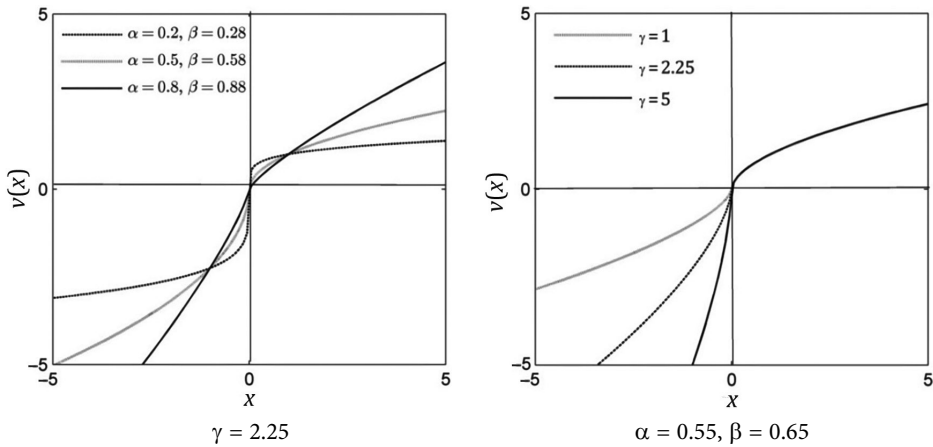 5
α = 0.2, β = 0.28
α = 0.5, β = 0.58
α = 0.8, β = 0.88
v(x)
0
-5
-5 0 5
x
γ = 2.25
5
γ = 1
γ = 2.25
γ = 5
v(x)
0
-5
-5 0 5
x
α = 0.55, β = 0.65